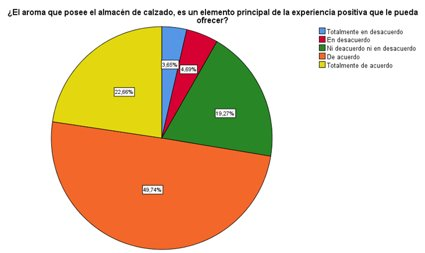 ¿El aroma que posee el almacén de calzado, es un elemento principal de la experiencia positiva que le pueda
ofrecer?
Totalmente en desacuerdo
En desacuerdo
Ni deacuerdo ni en desacuerdo
De acuerdo
Totalmente de acuerdo
3,65%
4,69%
19,27%
22,66%
49,74%